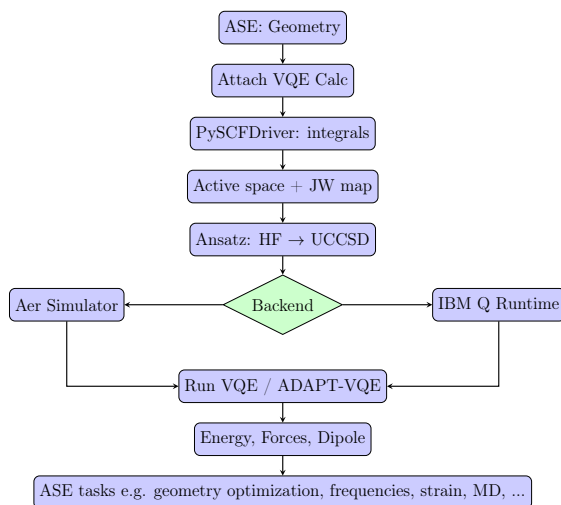 ASE: Geometry
Attach VQE Calc
PySCFDriver: integrals
Active space + JW map
Ansatz: HF → UCCSD
Aer Simulator
Backend
IBM Q Runtime
Run VQE / ADAPT-VQE
Energy, Forces, Dipole
ASE tasks e.g. geometry optimization, frequencies, strain, MD, ...